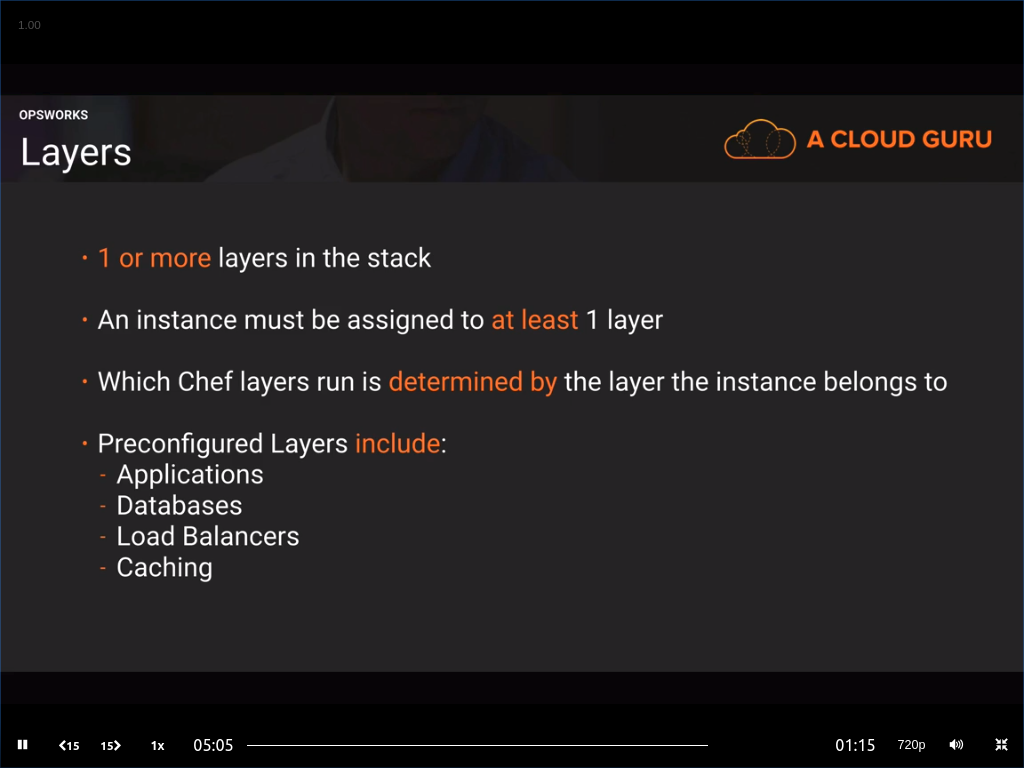 1.00
OPSWORKS
Layers
A CLOUD GURU
· 1 or more layers in the stack
· An instance must be assigned to at least 1 layer
· Which Chef layers run is determined by the layer the instance belongs to
· Preconfigured Layers include:
- Applications
- Databases
- Load Balancers
- Caching
15 15 1x 05:05 01:15 720p